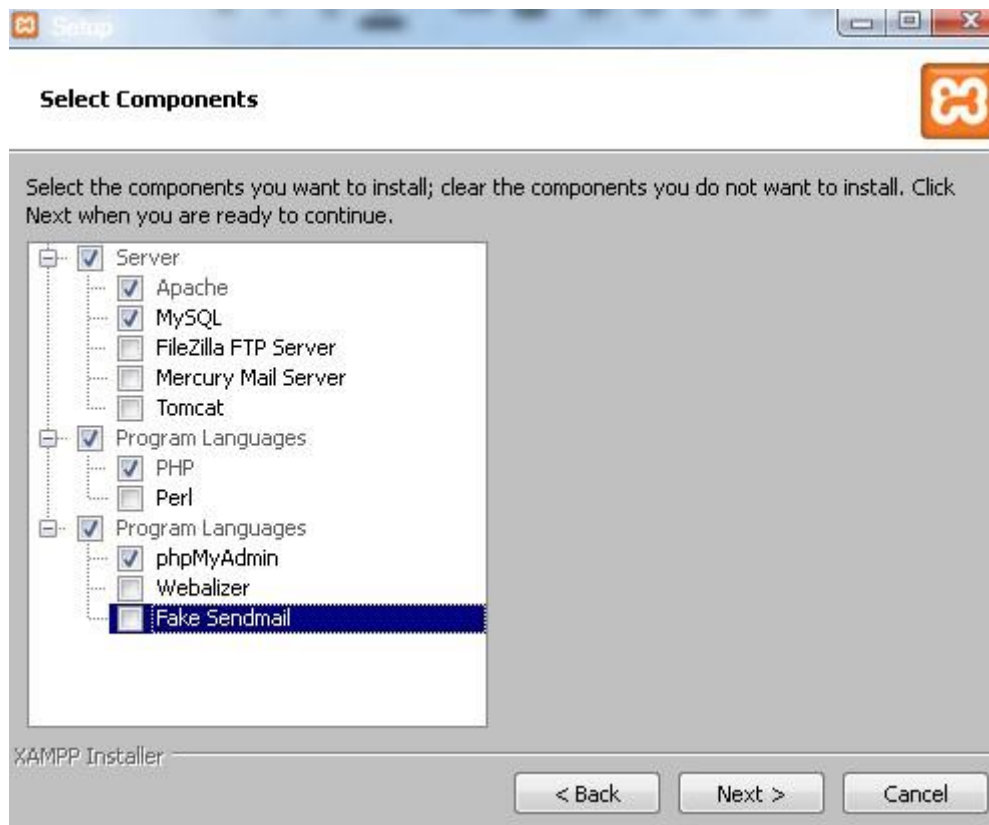 Setup
Select Components
Select the components you want to install; clear the components you do not want to install. Click
Next when you are ready to continue.
Server
Apache
MySQL
FileZilla FTP Server
Mercury Mail Server
Tomcat
Program Languages
PHP
Perl
Program Languages
phpMyAdmin
Webalizer
Fake Sendmail
XAMPP Installer
< Back Next > Cancel